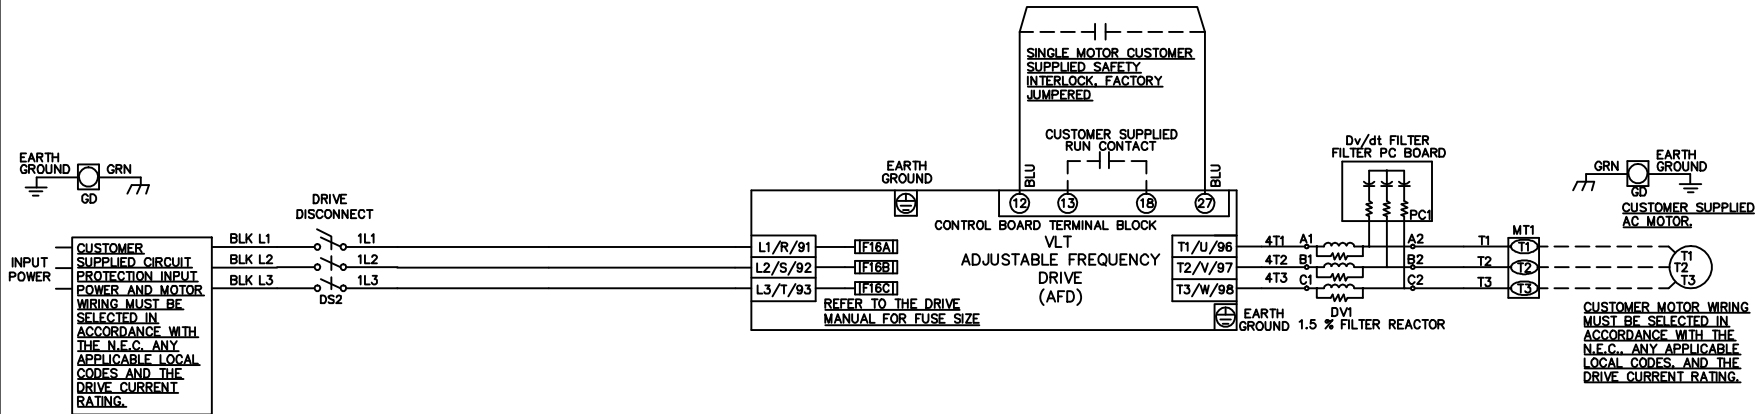 SINGLE MOTOR CUSTOMER
SUPPLIED SAFETY
INTERLOCK, FACTORY
JUMPERED
CUSTOMER SUPPLIED
RUN CONTACT
BLU
BLU
12
13
18
27
CONTROL BOARD TERMINAL BLOCK
EARTH
GROUND
GRN
GD
INPUT
POWER
CUSTOMER
SUPPLIED CIRCUIT
PROTECTION INPUT
POWER AND MOTOR
WIRING MUST BE
SELECTED IN
ACCORDANCE WITH
THE N.E.C. ANY
APPLICABLE LOCAL
CODES AND THE
DRIVE CURRENT
RATING.
BLK L1
BLK L2
BLK L3
DRIVE
DISCONNECT
DS2
1L1
1L2
1L3
EARTH
GROUND
L1/R/91
L2/S/92
L3/T/93
F16A
F16B
F16C
REFER TO THE DRIVE
MANUAL FOR FUSE SIZE
VLT
ADJUSTABLE FREQUENCY
DRIVE
(AFD)
T1/U/96
T2/V/97
T3/W/98
EARTH
GROUND
4T1
4T2
4T3
A1
B1
C1
DV1
1.5 % FILTER REACTOR
Dv/dt FILTER
FILTER PC BOARD
PC1
A2
B2
C2
T1
T2
T3
MT1
T1
T2
T3
GRN
GD
EARTH
GROUND
CUSTOMER SUPPLIED
AC MOTOR.
T1
T2
T3
CUSTOMER MOTOR WIRING
MUST BE SELECTED IN
ACCORDANCE WITH THE
N.E.C., ANY APPLICABLE
LOCAL CODES, AND THE
DRIVE CURRENT RATING.